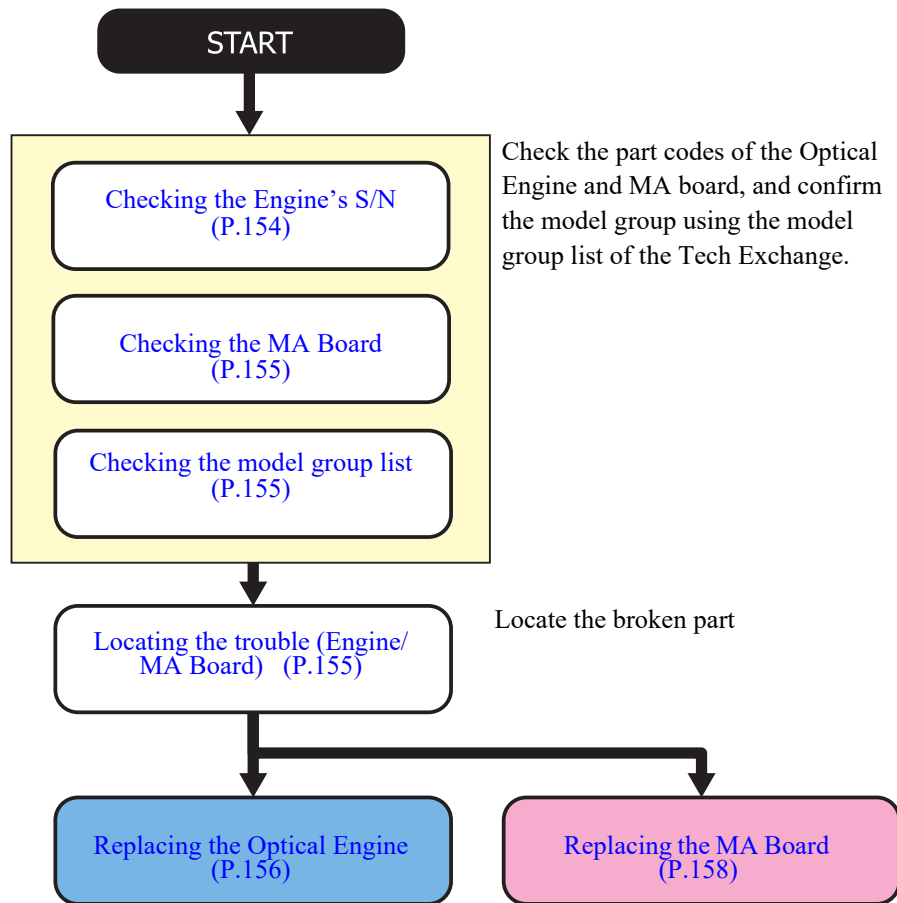 START
Checking the Engine's S/N
(P.154)
Check the part codes of the Optical
Engine and MA board, and confirm
the model group using the model
group list of the Tech Exchange.
Checking the MA Board
(P.155)
Checking the model group list
(P.155)
Locating the trouble (Engine/
MA Board) (P.155)
Locate the broken part
Replacing the Optical Engine
(P.156)
Replacing the MA Board
(P.158)